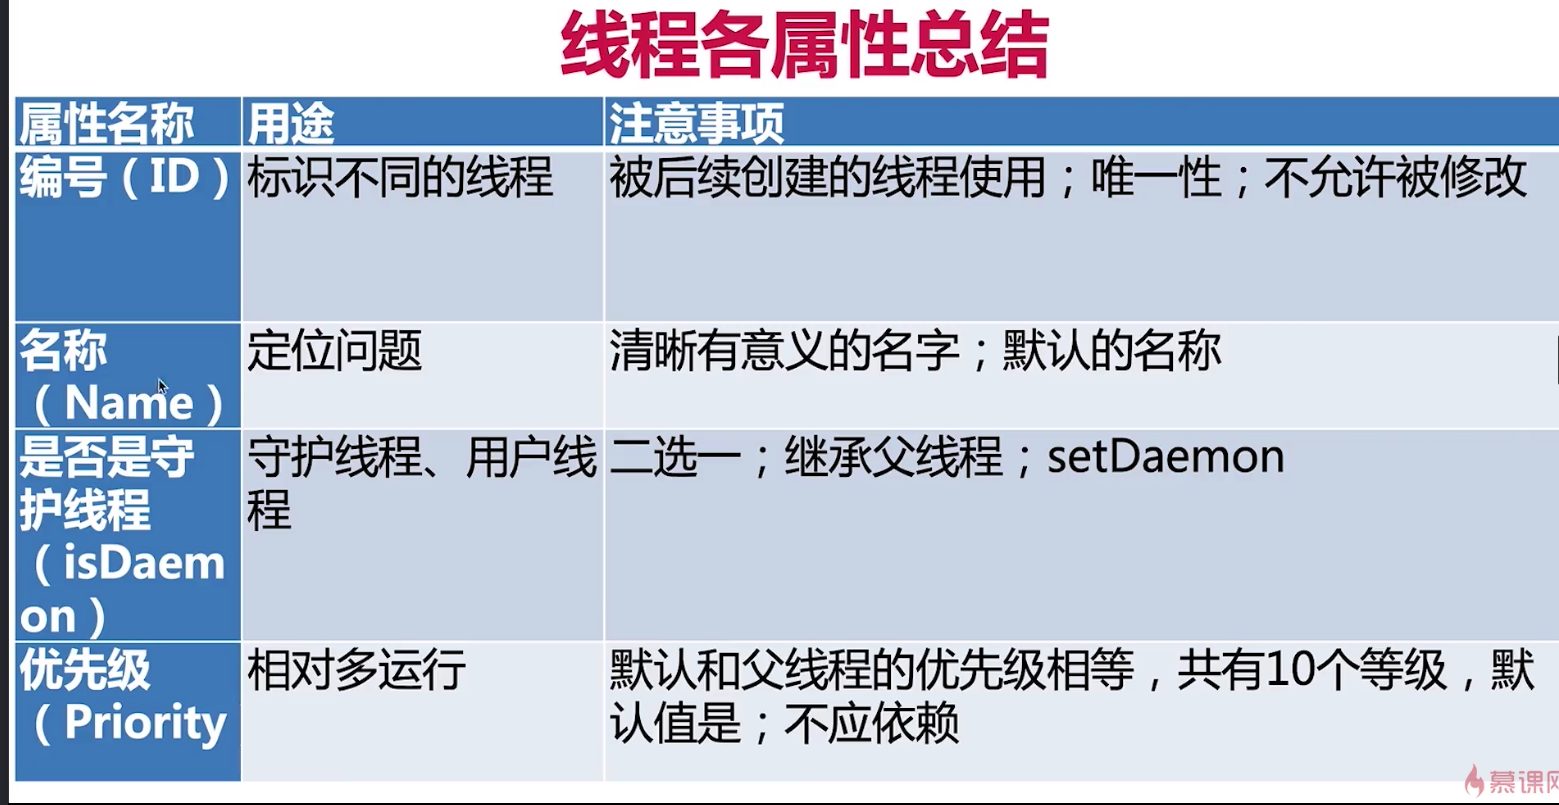 线程各属性总结
属性名称 用途 注意事项
编号（ID） 标识不同的线程 被后续创建的线程使用；唯一性；不允许被修改
名称
（Name）
定位问题 清晰有意义的名字；默认的名称
是否是守
护线程
（isDaem
on）
守护线程、用户线
程
二选一；继承父线程；setDaemon
优先级
（Priority
相对多运行
默认和父线程的优先级相等，共有10个等级，默
认值是；不应依赖
慕课网